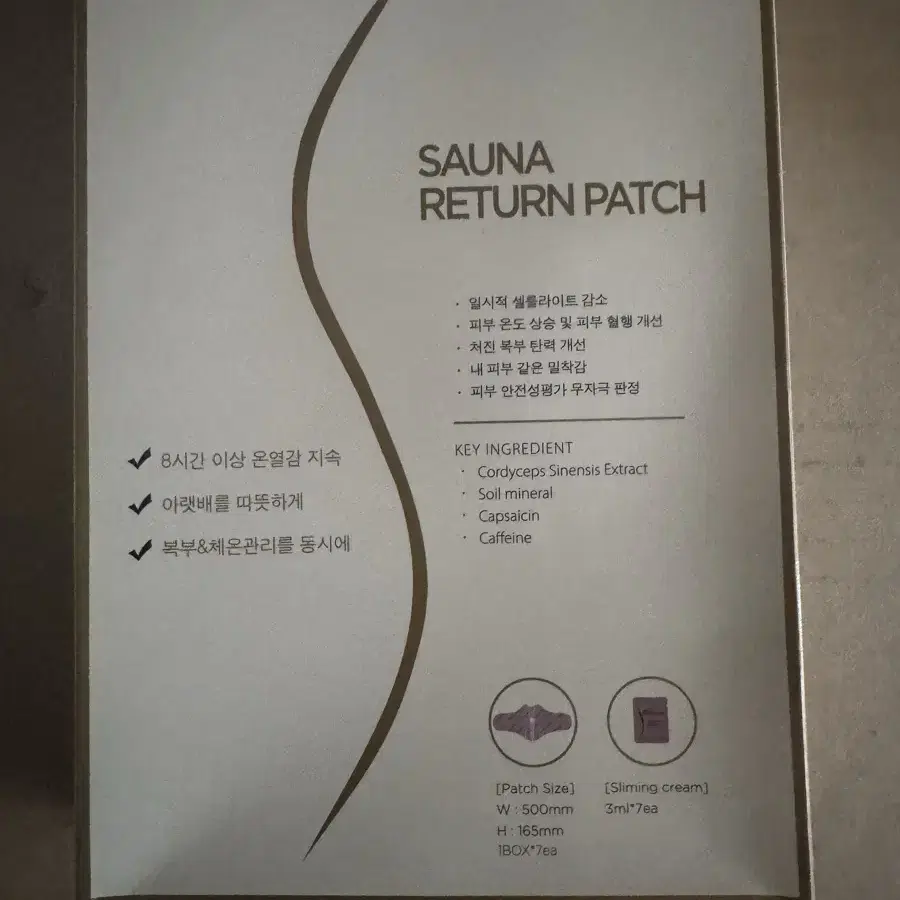 SAUNA
RETURN PATCH
· 일시적 셀룰라이트 감소
· 피부 온도 상승 및 피부 혈행 개선
· 처진 복부 탄력 개선
· 내 피부 같은 밀착감
· 피부 안전성평가 무자극 판정
KEY INGREDIENT
· Cordyceps Sinensis Extract
· Soil mineral
· Capsaicin
· Caffeine
8시간 이상 온열감 지속
아랫배를 따뜻하게
복부&체온관리를 동시에
[Patch Size]
W : 500mm
H : 165mm
1BOX*7ea
[Sliming cream]
3ml*7ea